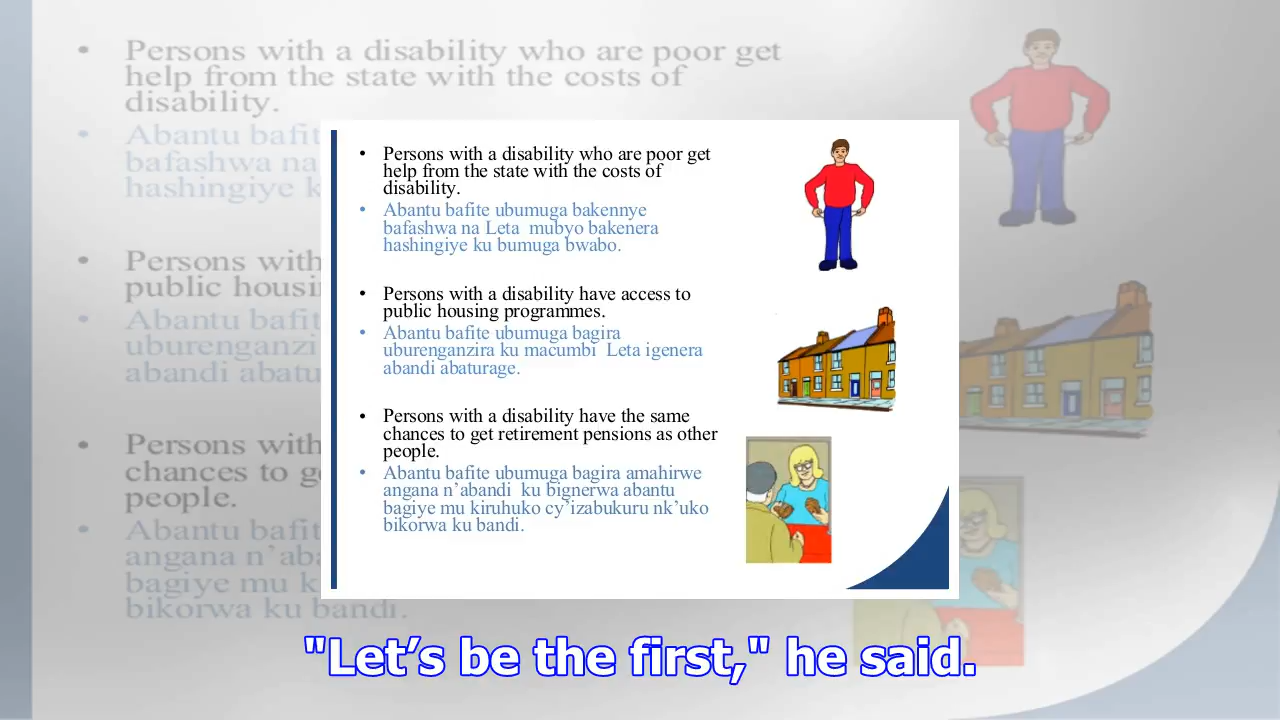 • Persons with a disability who are poor get
help from the state with the costs of
disability.
• Abantu bafite ubumuga bakennye
bafashwa na Leta mubyo bakenera
hashingiye ku bumuga bwabo.
• Persons with a disability have access to
public housing programmes.
• Abantu bafite ubumuga bagira
uburenganzira ku macumbi Leta igenera
abandi abaturage.
• Persons with a disability have the same
chances to get retirement pensions as other
people.
• Abantu bafite ubumuga bagira amahirwe
angana n’abandi ku bignerwa abantu
bagiye mu kiruhuko cy’izabukuru nk’uko
bikorwa ku bandi.
"Let’s be the first," he said.